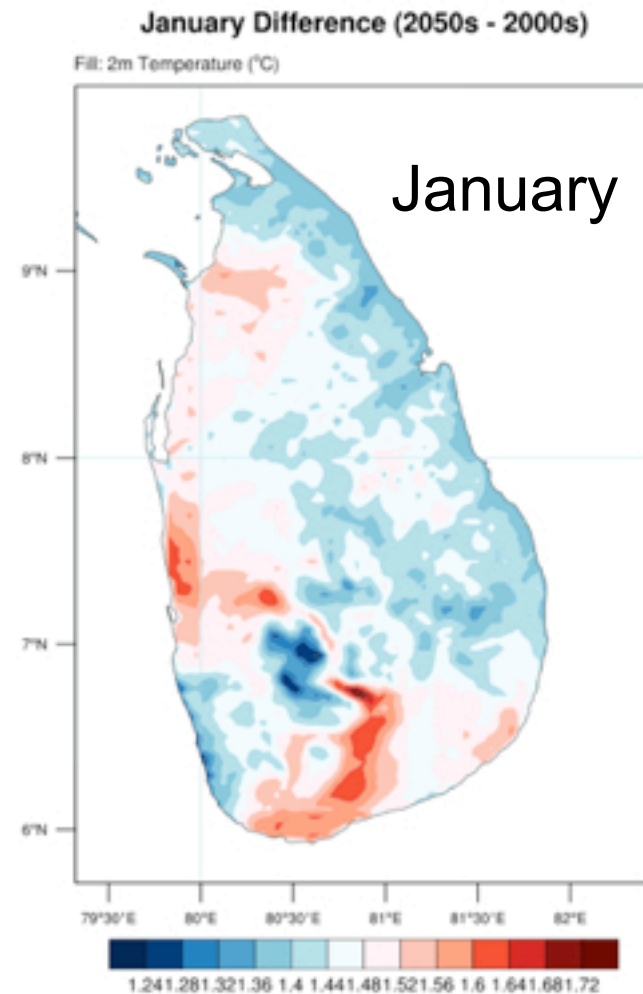 January Difference (2050s - 2000s)
Fill: 2m Temperature (°C)
January
9°N
8°N
7°N
6°N
79°30'E 80°E 80°30'E 81°E 81°30'E 82°E
1.241.281.321.36 1.4 1.441.481.521.56 1.6 1.641.681.72